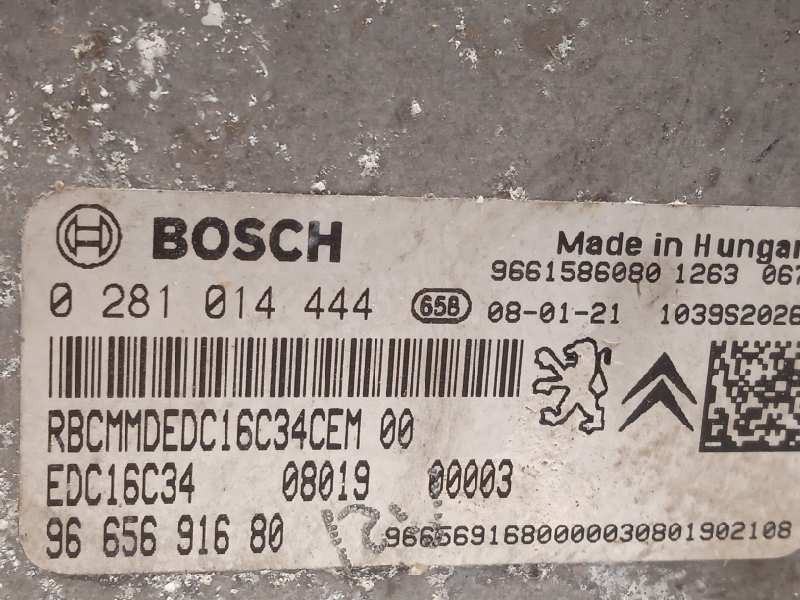 BOSCH
Made in Hungar
9661586080 1263 067
0 281 014 444 658 08-01-21 1039S2026
RBCMMDEDC16C34CEM 00
EDC16C34 08019 00003
96 656 916 80 9665691680000030801902108